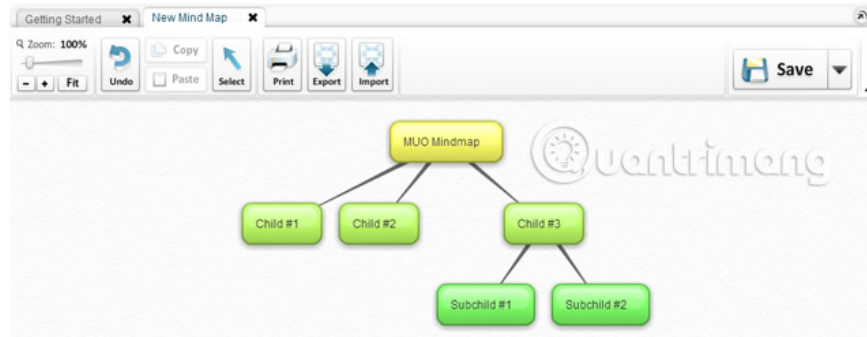 Getting Started
New Mind Map
Zoom: 100%
Fit
Undo
Copy
Paste
Select
Print
Export
Import
Save
MUO Mindmap
Quantrimang
Child #1
Child #2
Child #3
Subchild #1
Subchild #2